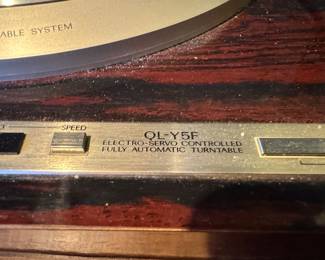 ABLE SYSTEM
SPEED
QL-Y5F
ELECTRO-SERVO CONTROLLED
FULLY AUTOMATIC TURNTABLE